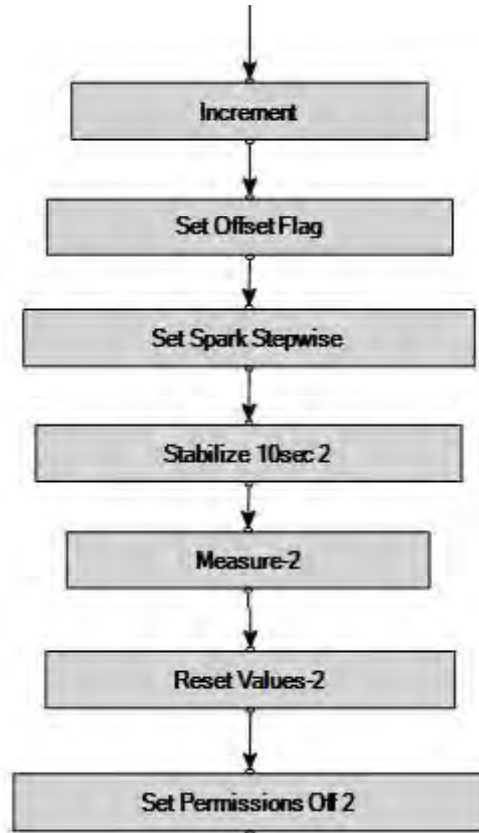 Increment
Set Offset Flag
Set Spark Stepwise
Stabilize 10sec 2
Measure-2
Reset Values-2
Set Permissions Off 2